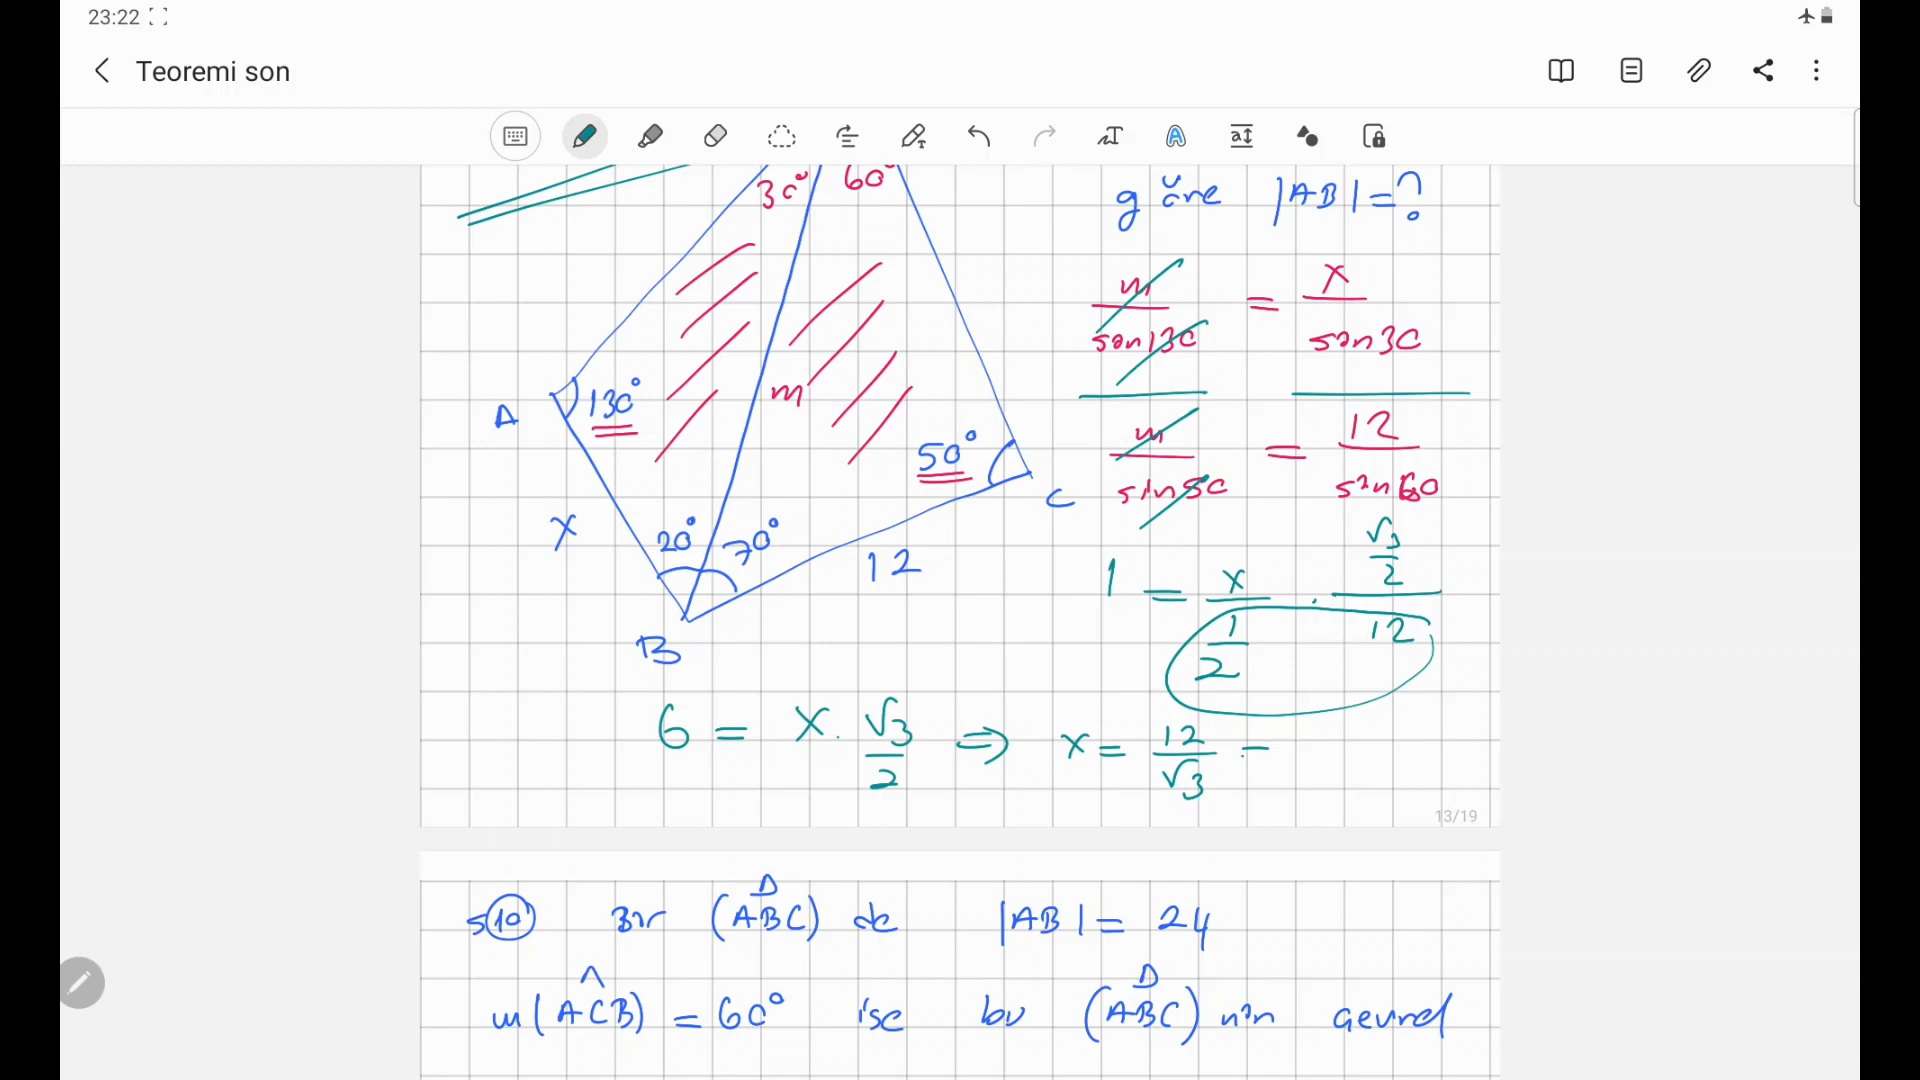 23:22
Teoremi son
30° 60°
göre |AB| = ?
m/sin130 = x/sin30
A 130° m 50° C
m/sin50 = 12/sin60
x 20° 70° 12
B
1 = x/(1/2) · (√3/2)/12
6 = x · √3/2 ⇒ x = 12/√3 =
13/19
S 10 Bir (ABC) de |AB| = 24
m(ACB) = 60° ise bu (ABC) nin çevrel